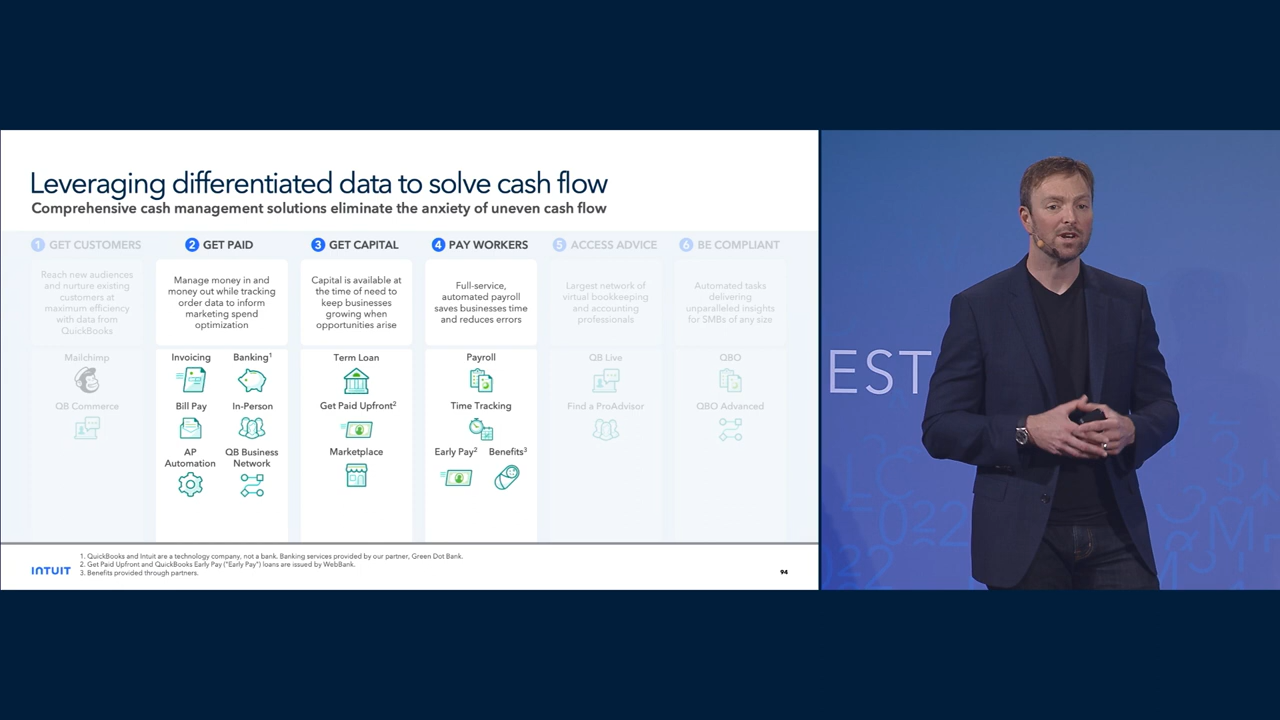 Leveraging differentiated data to solve cash flow
Comprehensive cash management solutions eliminate the anxiety of uneven cash flow
1 GET CUSTOMERS
Reach new audiences
and nurture existing
customers at
maximum efficiency
with data from
QuickBooks
Mailchimp
QB Commerce
2 GET PAID
Manage money in and
money out while tracking
order data to inform
marketing spend
optimization
Invoicing Banking1
Bill Pay In-Person
AP
Automation
QB Business
Network
3 GET CAPITAL
Capital is available at
the time of need to
keep businesses
growing when
opportunities arise
Term Loan
Get Paid Upfront2
Marketplace
4 PAY WORKERS
Full-service,
automated payroll
saves businesses time
and reduces errors
Payroll
Time Tracking
Early Pay2 Benefits3
5 ACCESS ADVICE
Largest network of
virtual bookkeeping
and accounting
professionals
QB Live
Find a ProAdvisor
6 BE COMPLIANT
Automated tasks
delivering
unparalleled insights
for SMBs of any size
QBO
QBO Advanced
INTUIT
1. QuickBooks and Intuit are a technology company, not a bank. Banking services provided by our partner, Green Dot Bank.
2. Get Paid Upfront and QuickBooks Early Pay ("Early Pay") loans are issued by WebBank.
3. Benefits provided through partners.
94
EST